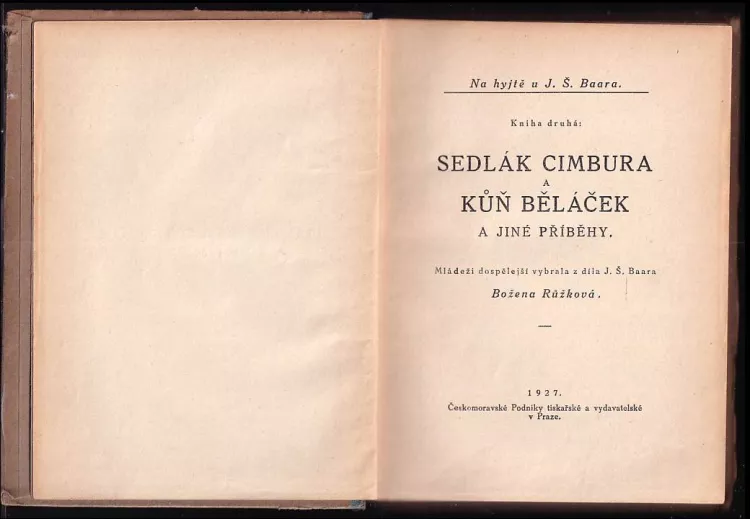 Na hyjtě u J. Š. Baara.
Kniha druhá:
SEDLÁK CIMBURA
A
KŮŇ BĚLÁČEK
A JINÉ PŘÍBĚHY.
Mládeži dospělejší vybrala z díla J. Š. Baara
Božena Růžková.
1927.
Českomoravské Podniky tiskařské a vydavatelské
v Praze.